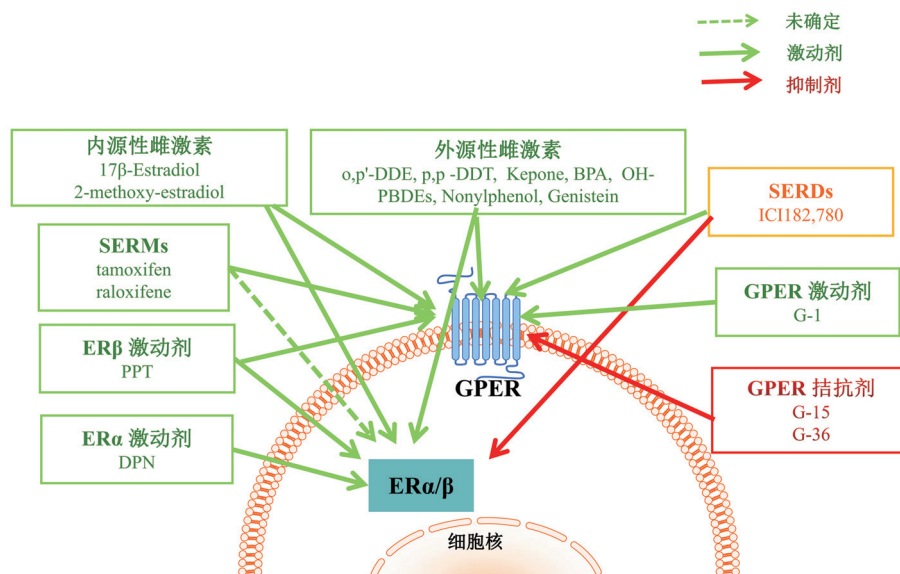 未确定
激动剂
抑制剂
内源性雌激素
17β-Estradiol
2-methoxy-estradiol
外源性雌激素
o,p'-DDE, p,p -DDT, Kepone, BPA, OH-
PBDEs, Nonylphenol, Genistein
SERDs
ICI182,780
SERMs
tamoxifen
raloxifene
GPER 激动剂
G-1
ERβ 激动剂
PPT
GPER
GPER 拮抗剂
G-15
G-36
ERα 激动剂
DPN
ERα/β
细胞核